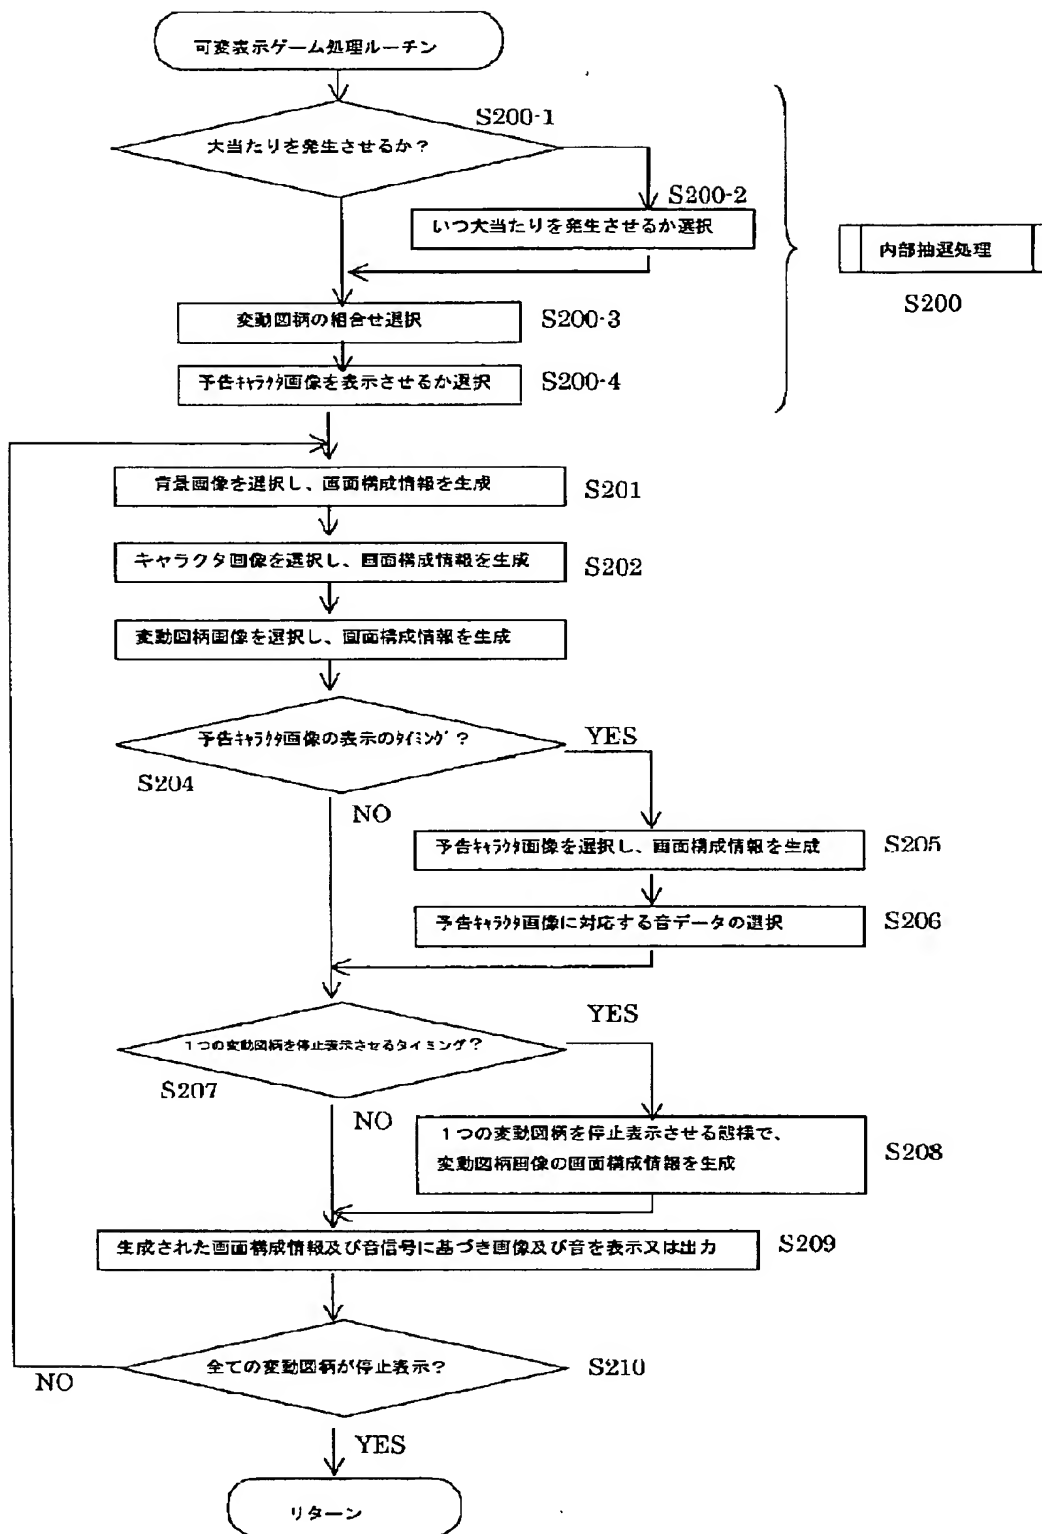 可変表示ゲーム処理ルーチン
S200-1
大当たりを発生させるか？
S200-2
いつ大当たりを発生させるか選択
内部抽選処理
S200
変動図柄の組合せ選択
S200-3
予告ｷｬﾗｸﾀ画像を表示させるか選択
S200-4
背景画像を選択し、画面構成情報を生成
S201
キャラクタ画像を選択し、画面構成情報を生成
S202
変動図柄画像を選択し、画面構成情報を生成
予告ｷｬﾗｸﾀ画像の表示のﾀｲﾐﾝｸﾞ？
YES
S204
NO
予告ｷｬﾗｸﾀ画像を選択し、画面構成情報を生成
S205
予告ｷｬﾗｸﾀ画像に対応する音データの選択
S206
YES
１つの変動図柄を停止表示させるタイミング？
S207
NO
１つの変動図柄を停止表示させる態様で、
変動図柄画像の画面構成情報を生成
S208
生成された画面構成情報及び音信号に基づき画像及び音を表示又は出力
S209
全ての変動図柄が停止表示？
S210
NO
YES
リターン